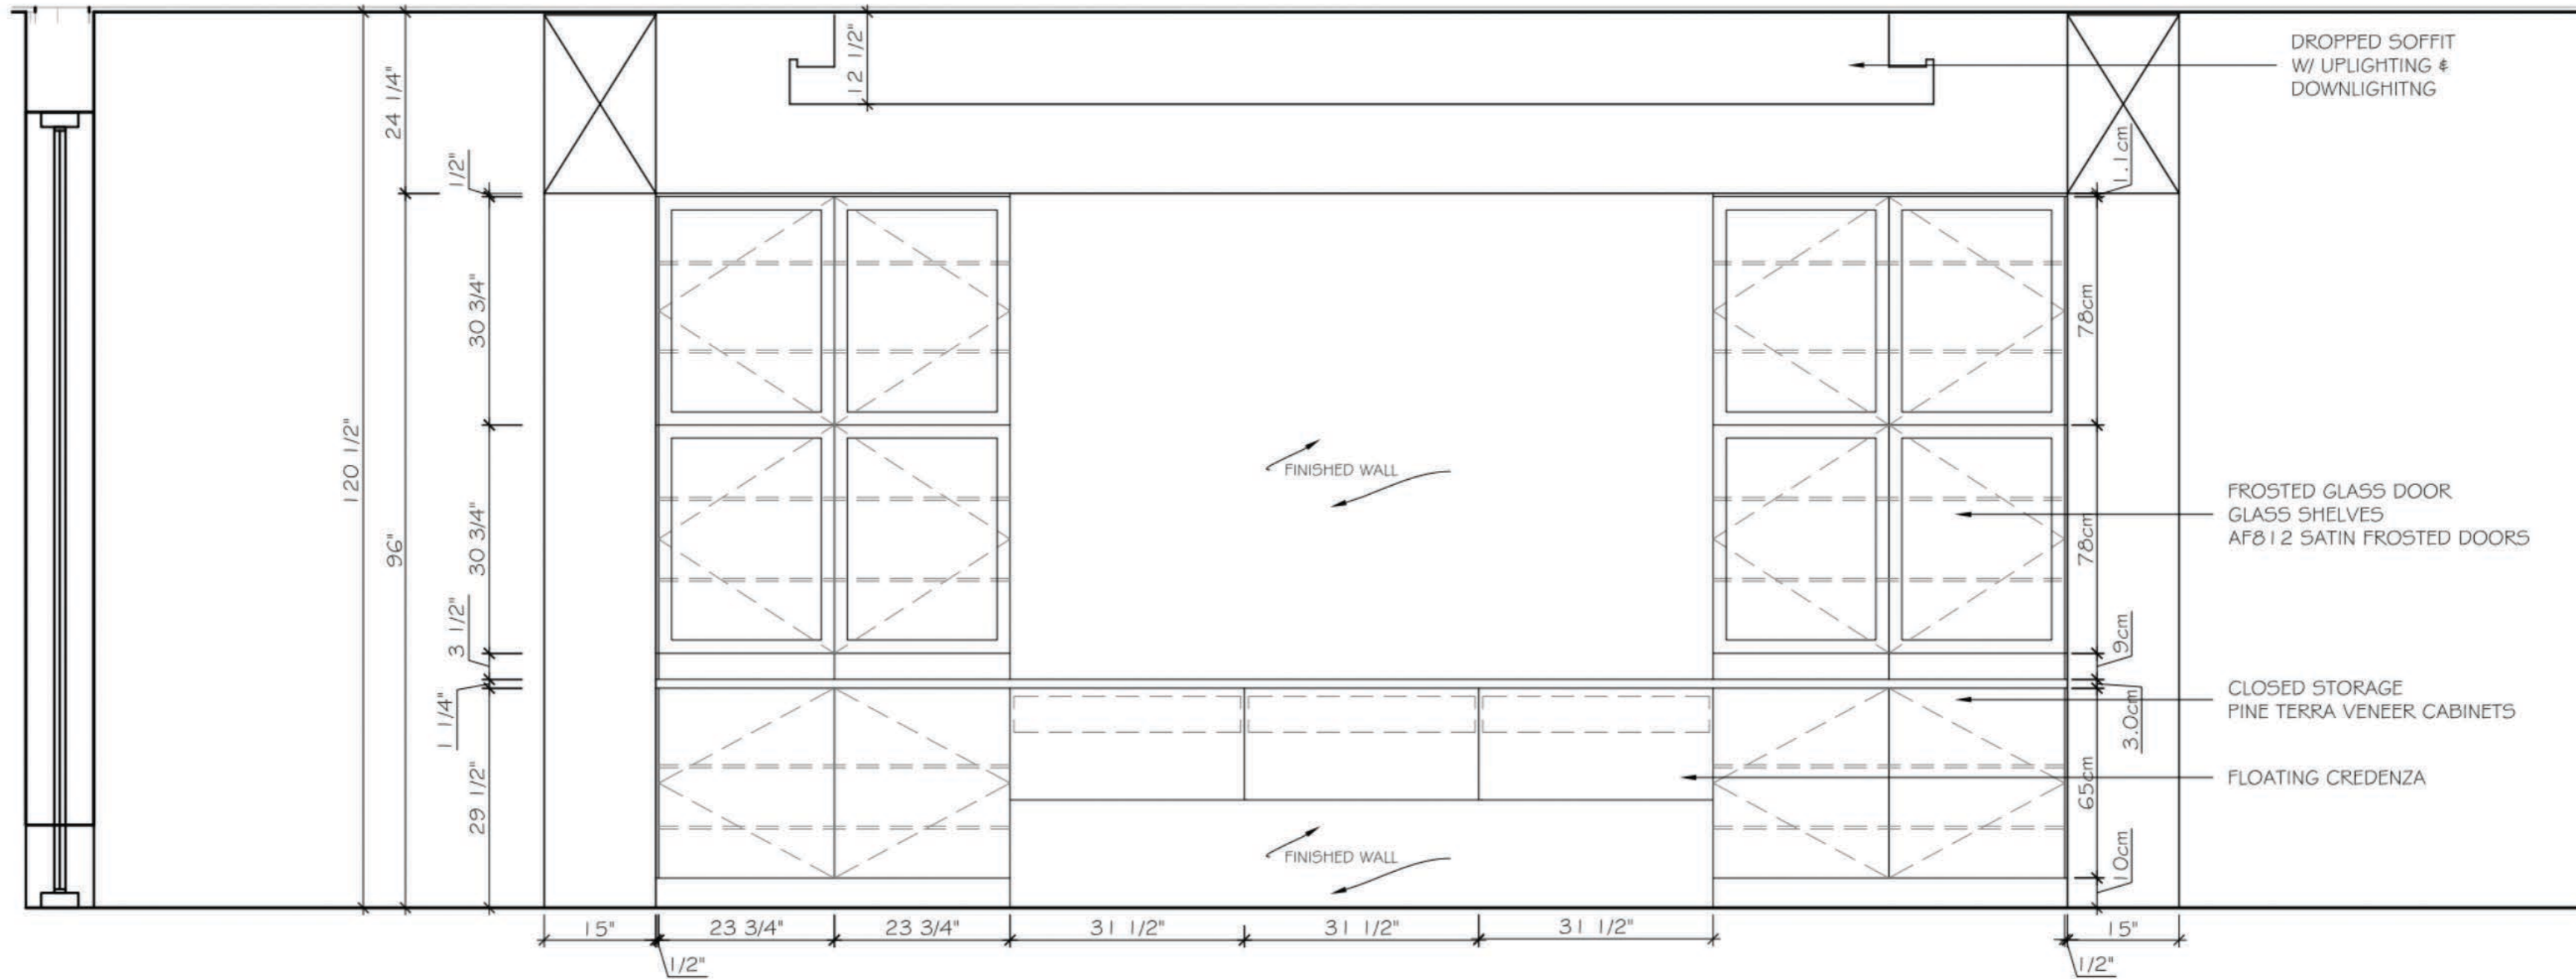 DROPPED SOFFIT
W/ UPLIGHTING &
DOWNLIGHITNG
12 1/2"
24 1/4"
1/2"
1.1cm
30 3/4"
78cm
120 1/2"
96"
FINISHED WALL
30 3/4"
78cm
FROSTED GLASS DOOR
GLASS SHELVES
AF812 SATIN FROSTED DOORS
3 1/2"
9cm
1 1/4"
3.0cm
CLOSED STORAGE
PINE TERRA VENEER CABINETS
29 1/2"
65cm
FLOATING CREDENZA
FINISHED WALL
10cm
15"
23 3/4"
23 3/4"
31 1/2"
31 1/2"
31 1/2"
15"
1/2"
1/2"